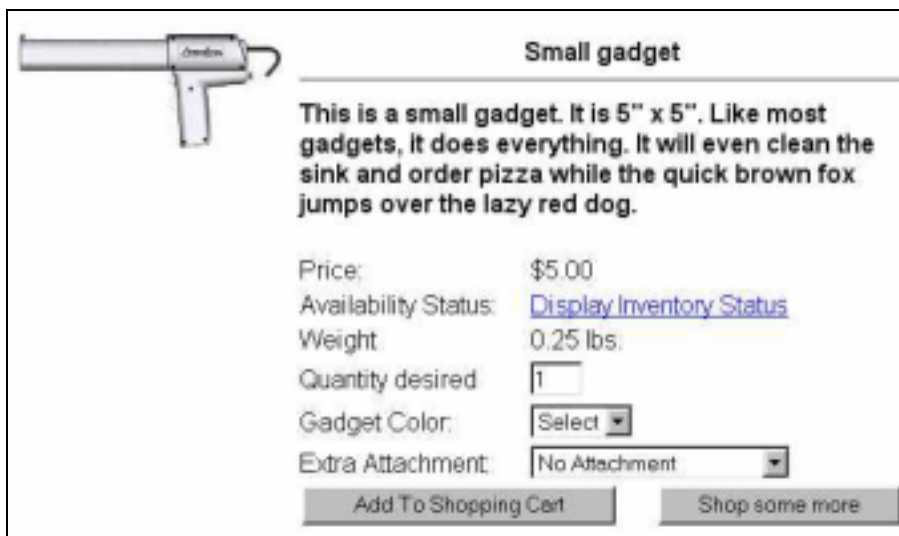 Small gadget
This is a small gadget. It is 5" x 5". Like most
gadgets, it does everything. It will even clean the
sink and order pizza while the quick brown fox
jumps over the lazy red dog.
Price: $5.00
Availability Status: Display Inventory Status
Weight 0.25 lbs.
Quantity desired 1
Gadget Color: Select
Extra Attachment: No Attachment
Add To Shopping Cart Shop some more